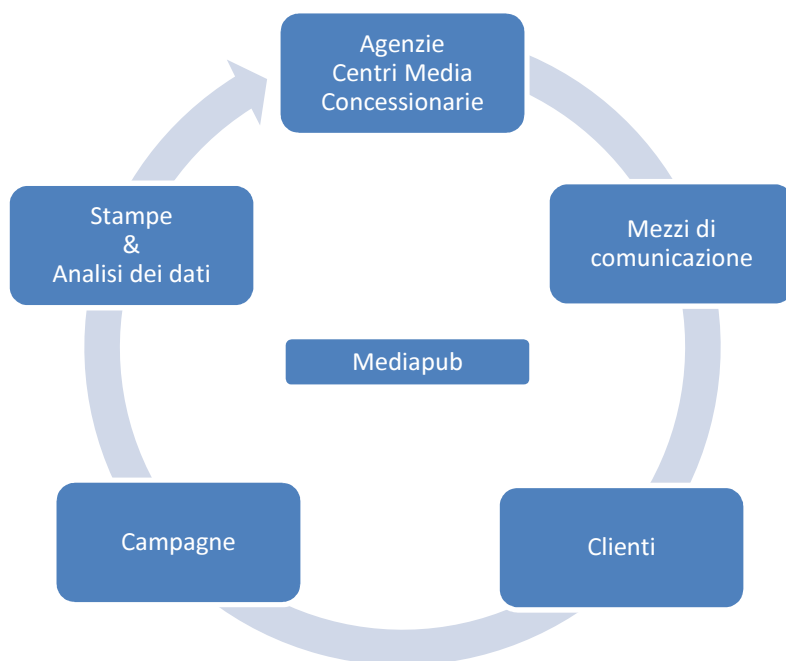 Agenzie
Centri Media
Concessionarie
Mezzi di
comunicazione
Clienti
Campagne
Stampe
&
Analisi dei dati
Mediapub